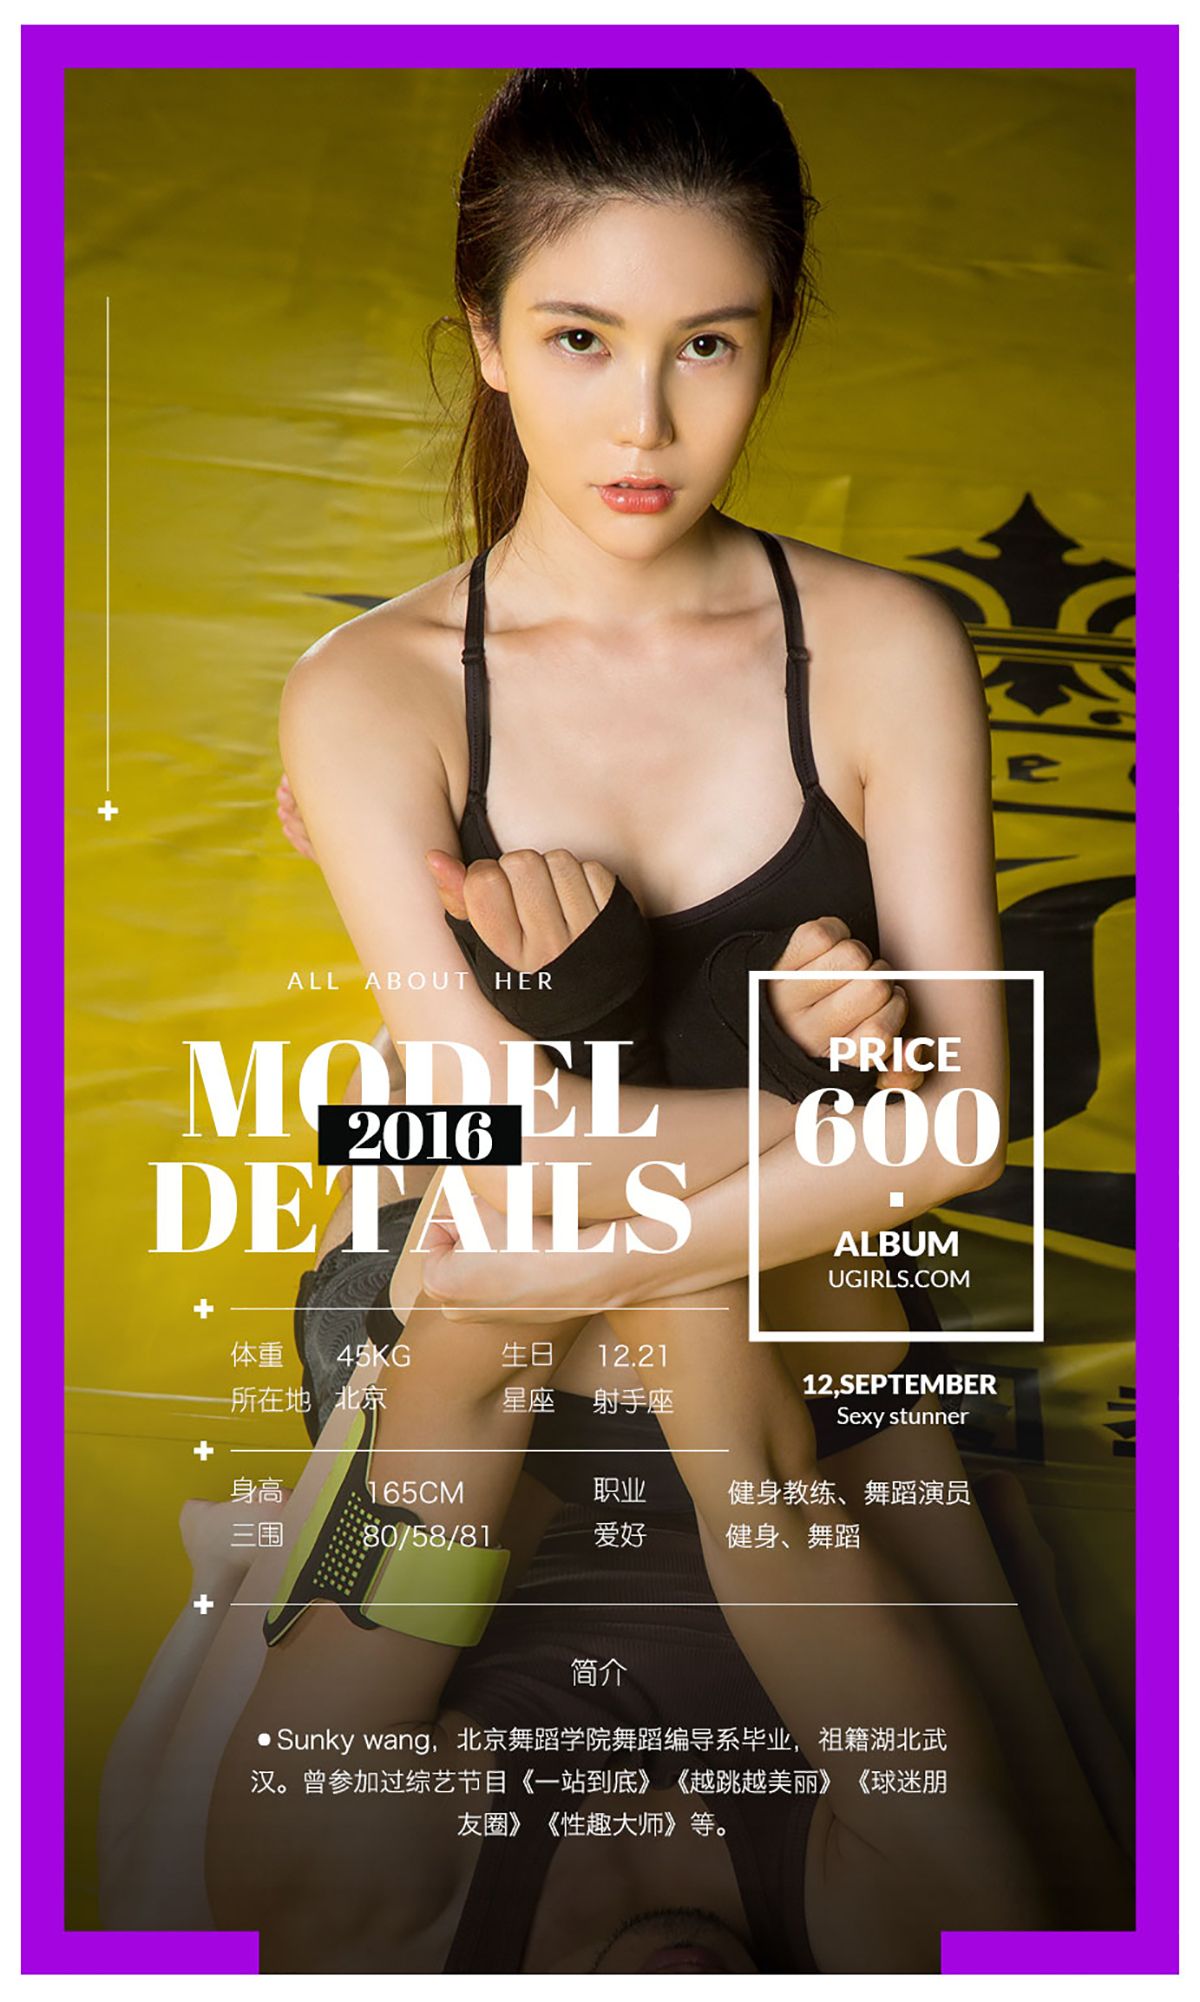 ALL ABOUT HER
MODEL
2016
DETAILS
PRICE
600
ALBUM
UGIRLS.COM
12,SEPTEMBER
Sexy stunner
体重 45KG 生日 12.21
所在地 北京 星座 射手座
身高 165CM 职业 健身教练、舞蹈演员
三围 80/58/81 爱好 健身、舞蹈
简介
●Sunky wang，北京舞蹈学院舞蹈编导系毕业，祖籍湖北武
汉。曾参加过综艺节目《一站到底》《越跳越美丽》《球迷朋
友圈》《性趣大师》等。